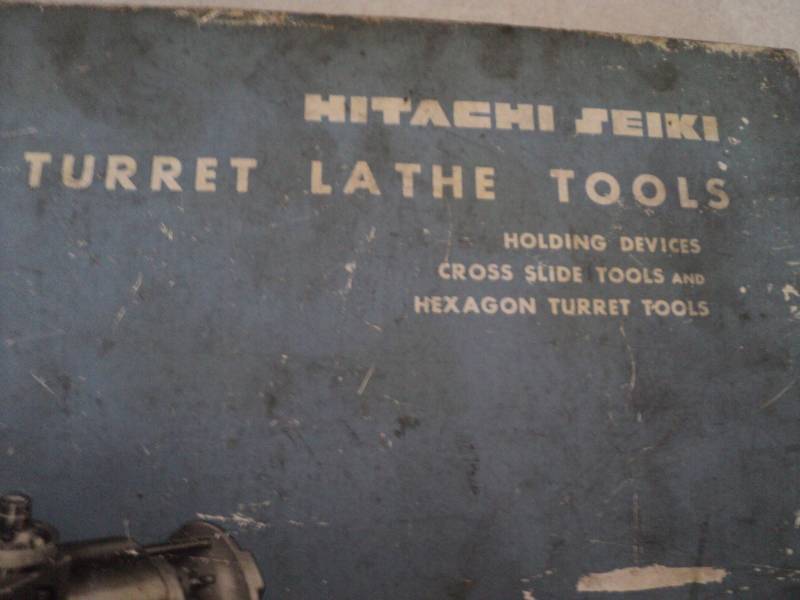 HITACHI SEIKI
TURRET LATHE TOOLS
HOLDING DEVICES
CROSS SLIDE TOOLS AND
HEXAGON TURRET TOOLS